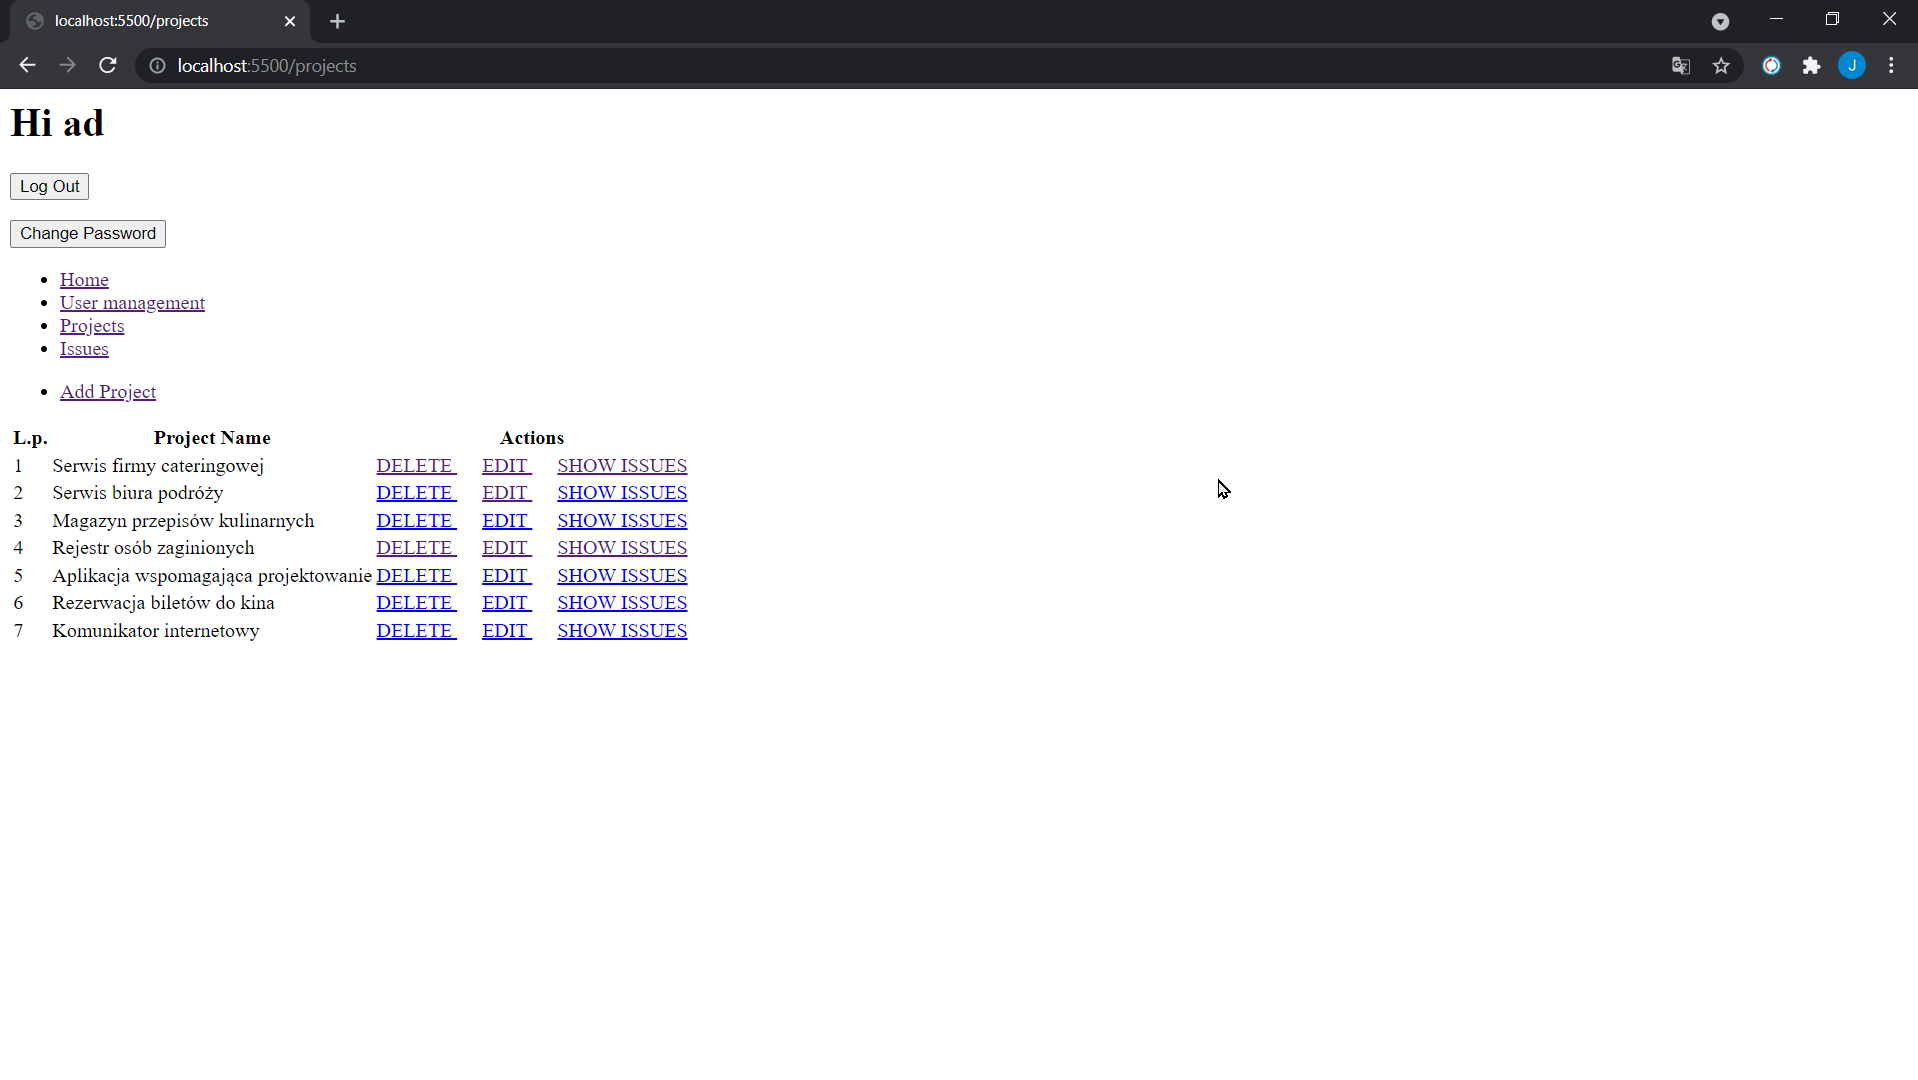 localhost:5500/projects
localhost:5500/projects
J
Hi ad
Log Out
Change Password
Home
User management
Projects
Issues
Add Project
L.p. Project Name Actions
1 Serwis firmy cateringowej DELETE EDIT SHOW ISSUES
2 Serwis biura podróży DELETE EDIT SHOW ISSUES
3 Magazyn przepisów kulinarnych DELETE EDIT SHOW ISSUES
4 Rejestr osób zaginionych DELETE EDIT SHOW ISSUES
5 Aplikacja wspomagająca projektowanie DELETE EDIT SHOW ISSUES
6 Rezerwacja biletów do kina DELETE EDIT SHOW ISSUES
7 Komunikator internetowy DELETE EDIT SHOW ISSUES